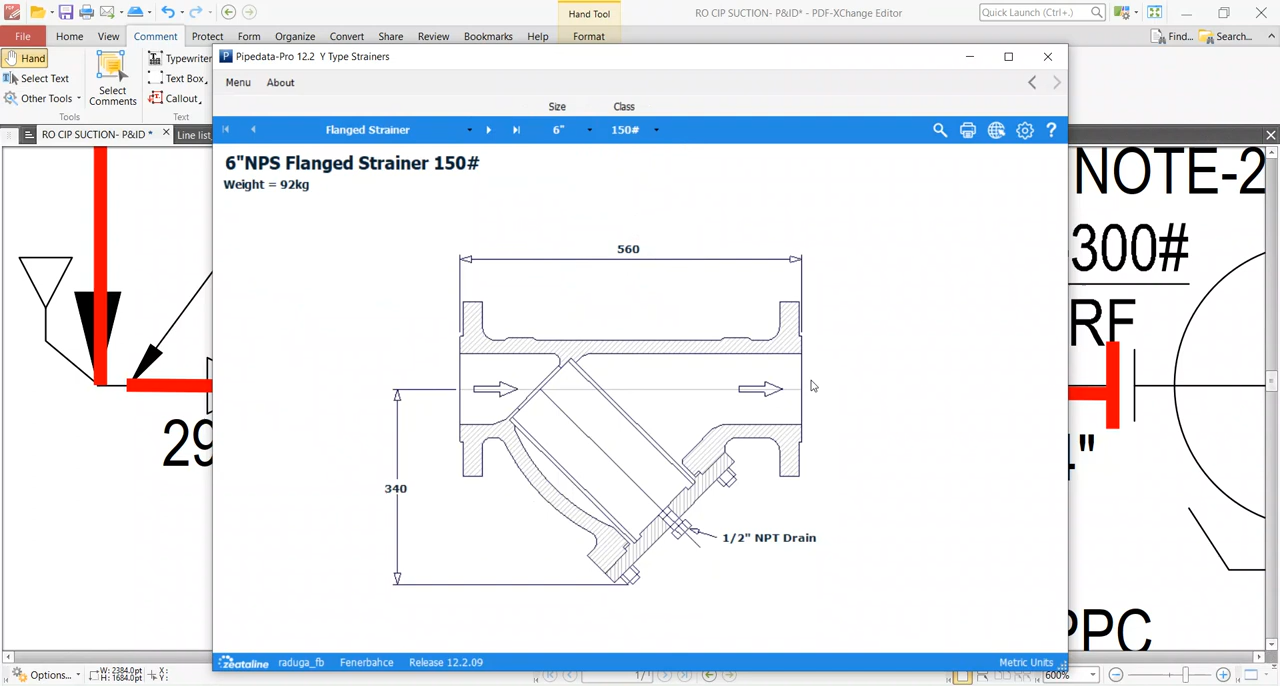 Hand Tool
RO CIP SUCTION- P&ID* - PDF-XChange Editor
Quick Launch (Ctrl+.)
File Home View Comment Protect Form Organize Convert Share Review Bookmarks Help Format
Find...
Search...
Hand
Select Text
Other Tools
Tools
Select Comments
Typewriter
Text Box
Callout
Text
RO CIP SUCTION- P&ID *
Line list
Pipedata-Pro 12.2 Y Type Strainers
Menu About
Size Class
Flanged Strainer 6" 150#
6"NPS Flanged Strainer 150#
Weight = 92kg
560
340
1/2" NPT Drain
zeataline raduga_fb Fenerbahce Release 12.2.09 Metric Units
NOTE-2
300#
RF
29
4"
PPC
Options...
W: 2384.0pt
H: 1684.0pt
X:
Y:
1/1
600%